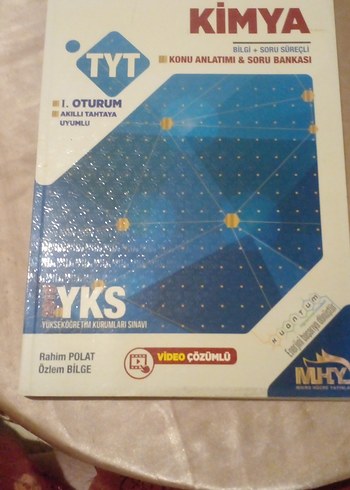 KİMYA
BİLGİ + SORU SÜREÇLİ
KONU ANLATIMI & SORU BANKASI
TYT
I. OTURUM
AKILLI TAHTAYA
UYUMLU
YKS
YÜKSEKÖĞRETİM KURUMLARI SINAVI
Rahim POLAT
Özlem BİLGE
VİDEO ÇÖZÜMLÜ
MHY